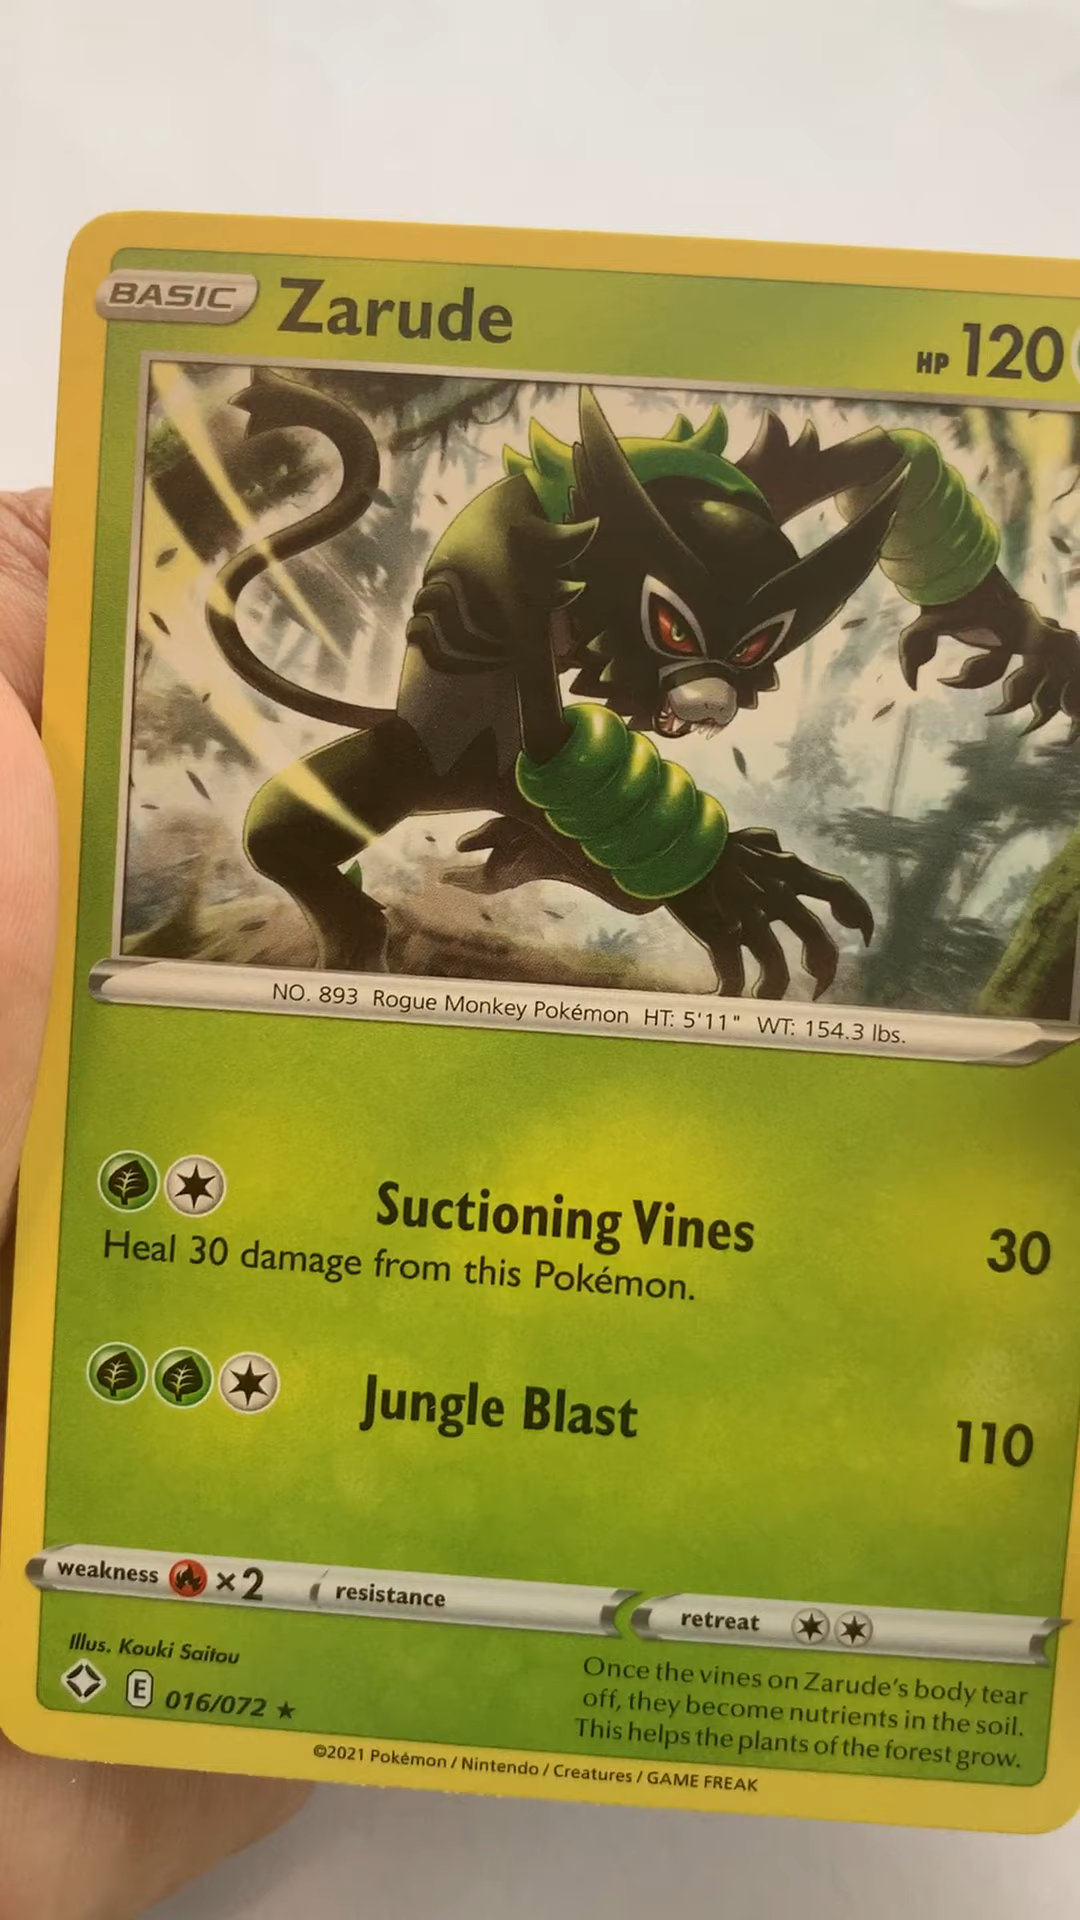 BASIC Zarude HP 120
NO. 893 Rogue Monkey Pokémon HT: 5'11" WT: 154.3 lbs.
Suctioning Vines 30
Heal 30 damage from this Pokémon.
Jungle Blast 110
weakness ×2 resistance retreat
Illus. Kouki Saitou
E 016/072 ★
Once the vines on Zarude's body tear
off, they become nutrients in the soil.
This helps the plants of the forest grow.
©2021 Pokémon / Nintendo / Creatures / GAME FREAK